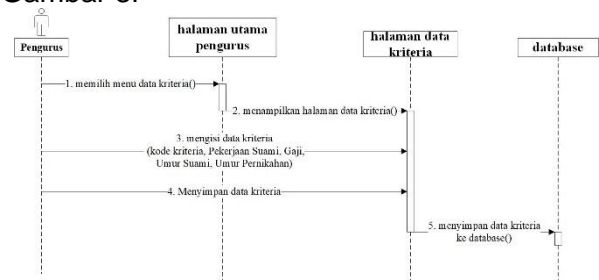 Gambar 6.
Pengurus
halaman utama
pengurus
halaman data
kriteria
database
1. memilih menu data kriteria()
2. menampilkan halaman data kriteria()
3. mengisi data kriteria
(kode kriteria, Pekerjaan Suami, Gaji,
Umur Suami, Umur Pernikahan)
4. Menyimpan data kriteria
5. menyimpan data kriteria
ke database()